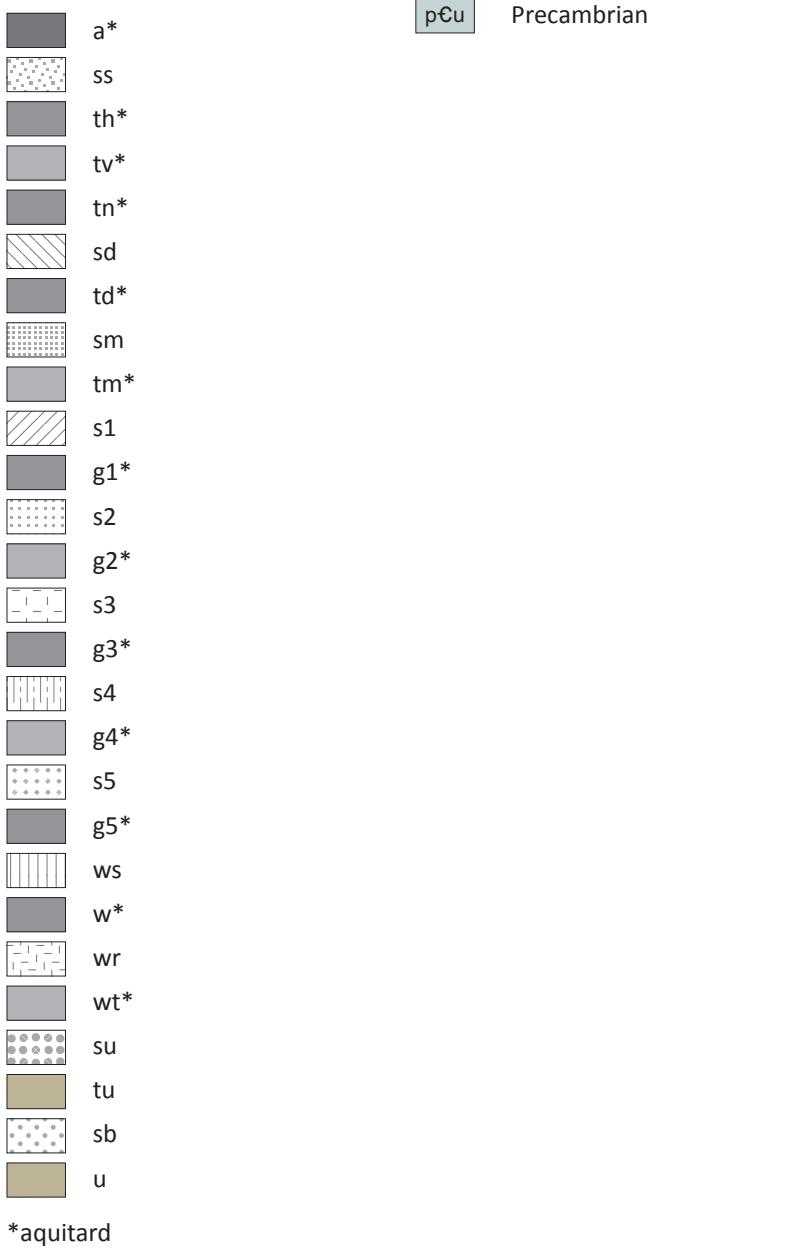 a*
ss
th*
tv*
tn*
sd
td*
sm
tm*
s1
g1*
s2
g2*
s3
g3*
s4
g4*
s5
g5*
ws
w*
wr
wt*
su
tu
sb
u
*aquitard
p€u Precambrian